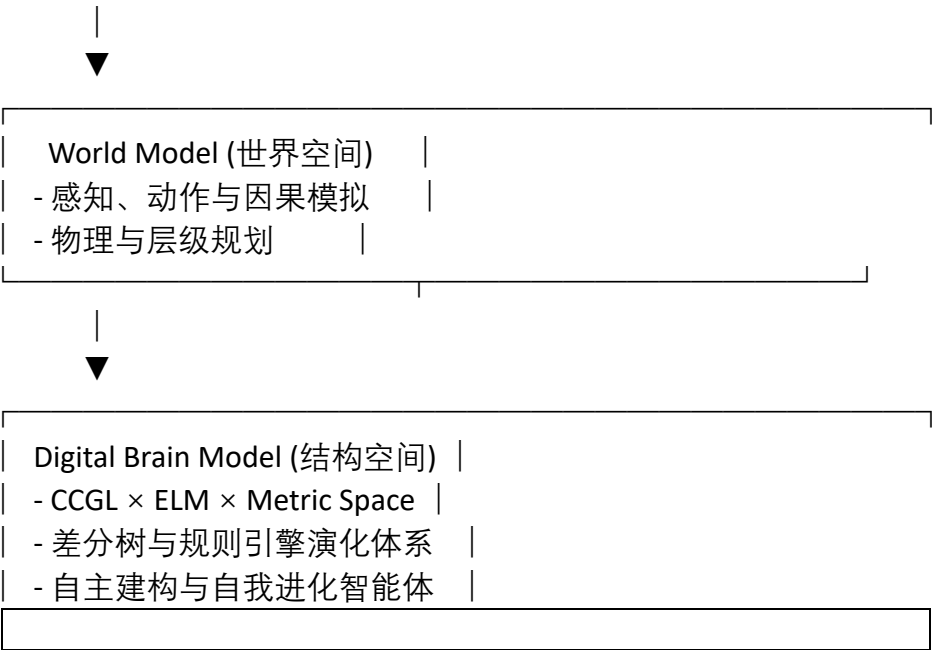 World Model (世界空间)
- 感知、动作与因果模拟
- 物理与层级规划
Digital Brain Model (结构空间)
- CCGL × ELM × Metric Space
- 差分树与规则引擎演化体系
- 自主建构与自我进化智能体